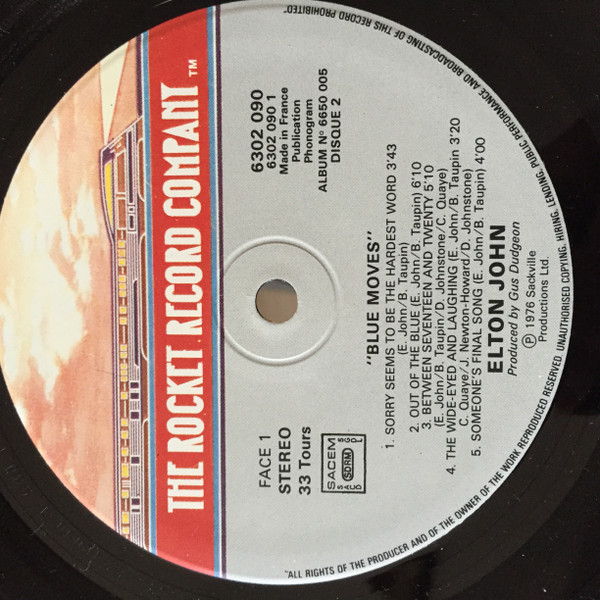 THE ROCKET RECORD COMPANY ™
FACE 1
STEREO
33 Tours
SACEM
SACD SDRM SGDL
6302 090
6302 090 1
Made in France
Publication
Phonogram
ALBUM Nº 6650 005
DISQUE 2
"BLUE MOVES"
1. SORRY SEEMS TO BE THE HARDEST WORD 3'43
(E. John/B. Taupin)
2. OUT OF THE BLUE (E. John/B. Taupin) 6'10
3. BETWEEN SEVENTEEN AND TWENTY 5'10
(E. John/B. Taupin/D. Johnstone/C. Quaye)
4. THE WIDE-EYED AND LAUGHING (E. John/B. Taupin 3'20
C. Quaye/J. Newton-Howard/D. Johnstone)
5. SOMEONE'S FINAL SONG (E. John/B. Taupin) 4'00
ELTON JOHN
Produced by Gus Dudgeon
℗ 1976 Sackville
Productions Ltd.
"ALL RIGHTS OF THE PRODUCER AND OF THE OWNER OF THE WORK REPRODUCED RESERVED. UNAUTHORISED COPYING, HIRING, LENDING, PUBLIC PERFORMANCE AND BROADCASTING OF THIS RECORD PROHIBITED"